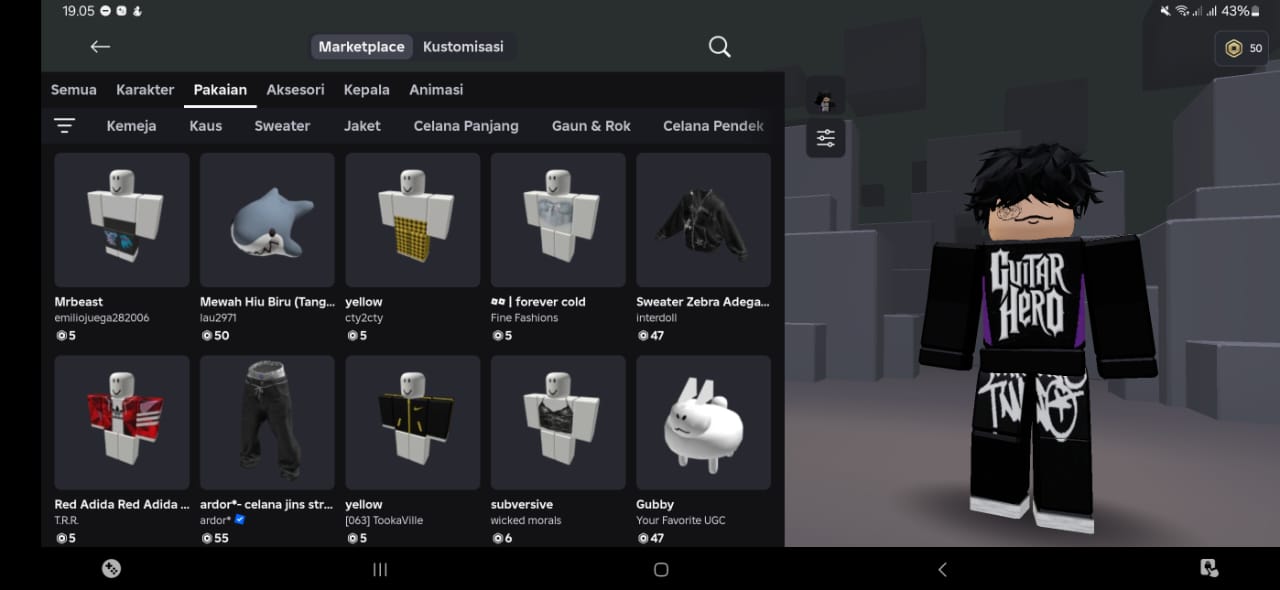 19.05
43%
Marketplace
Kustomisasi
50
Semua
Karakter
Pakaian
Aksesori
Kepala
Animasi
Kemeja
Kaus
Sweater
Jaket
Celana Panjang
Gaun & Rok
Celana Pendek
Mrbeast
emiliojuega282006
5
Mewah Hiu Biru (Tang...
lau2971
50
yellow
cty2cty
5
| forever cold
Fine Fashions
5
Sweater Zebra Adega...
interdoll
47
Red Adida Red Adida ...
T.R.R.
5
ardor*- celana jins str...
ardor*
55
yellow
[063] TookaVille
5
subversive
wicked morals
6
Gubby
Your Favorite UGC
47
GUITAR
HERO